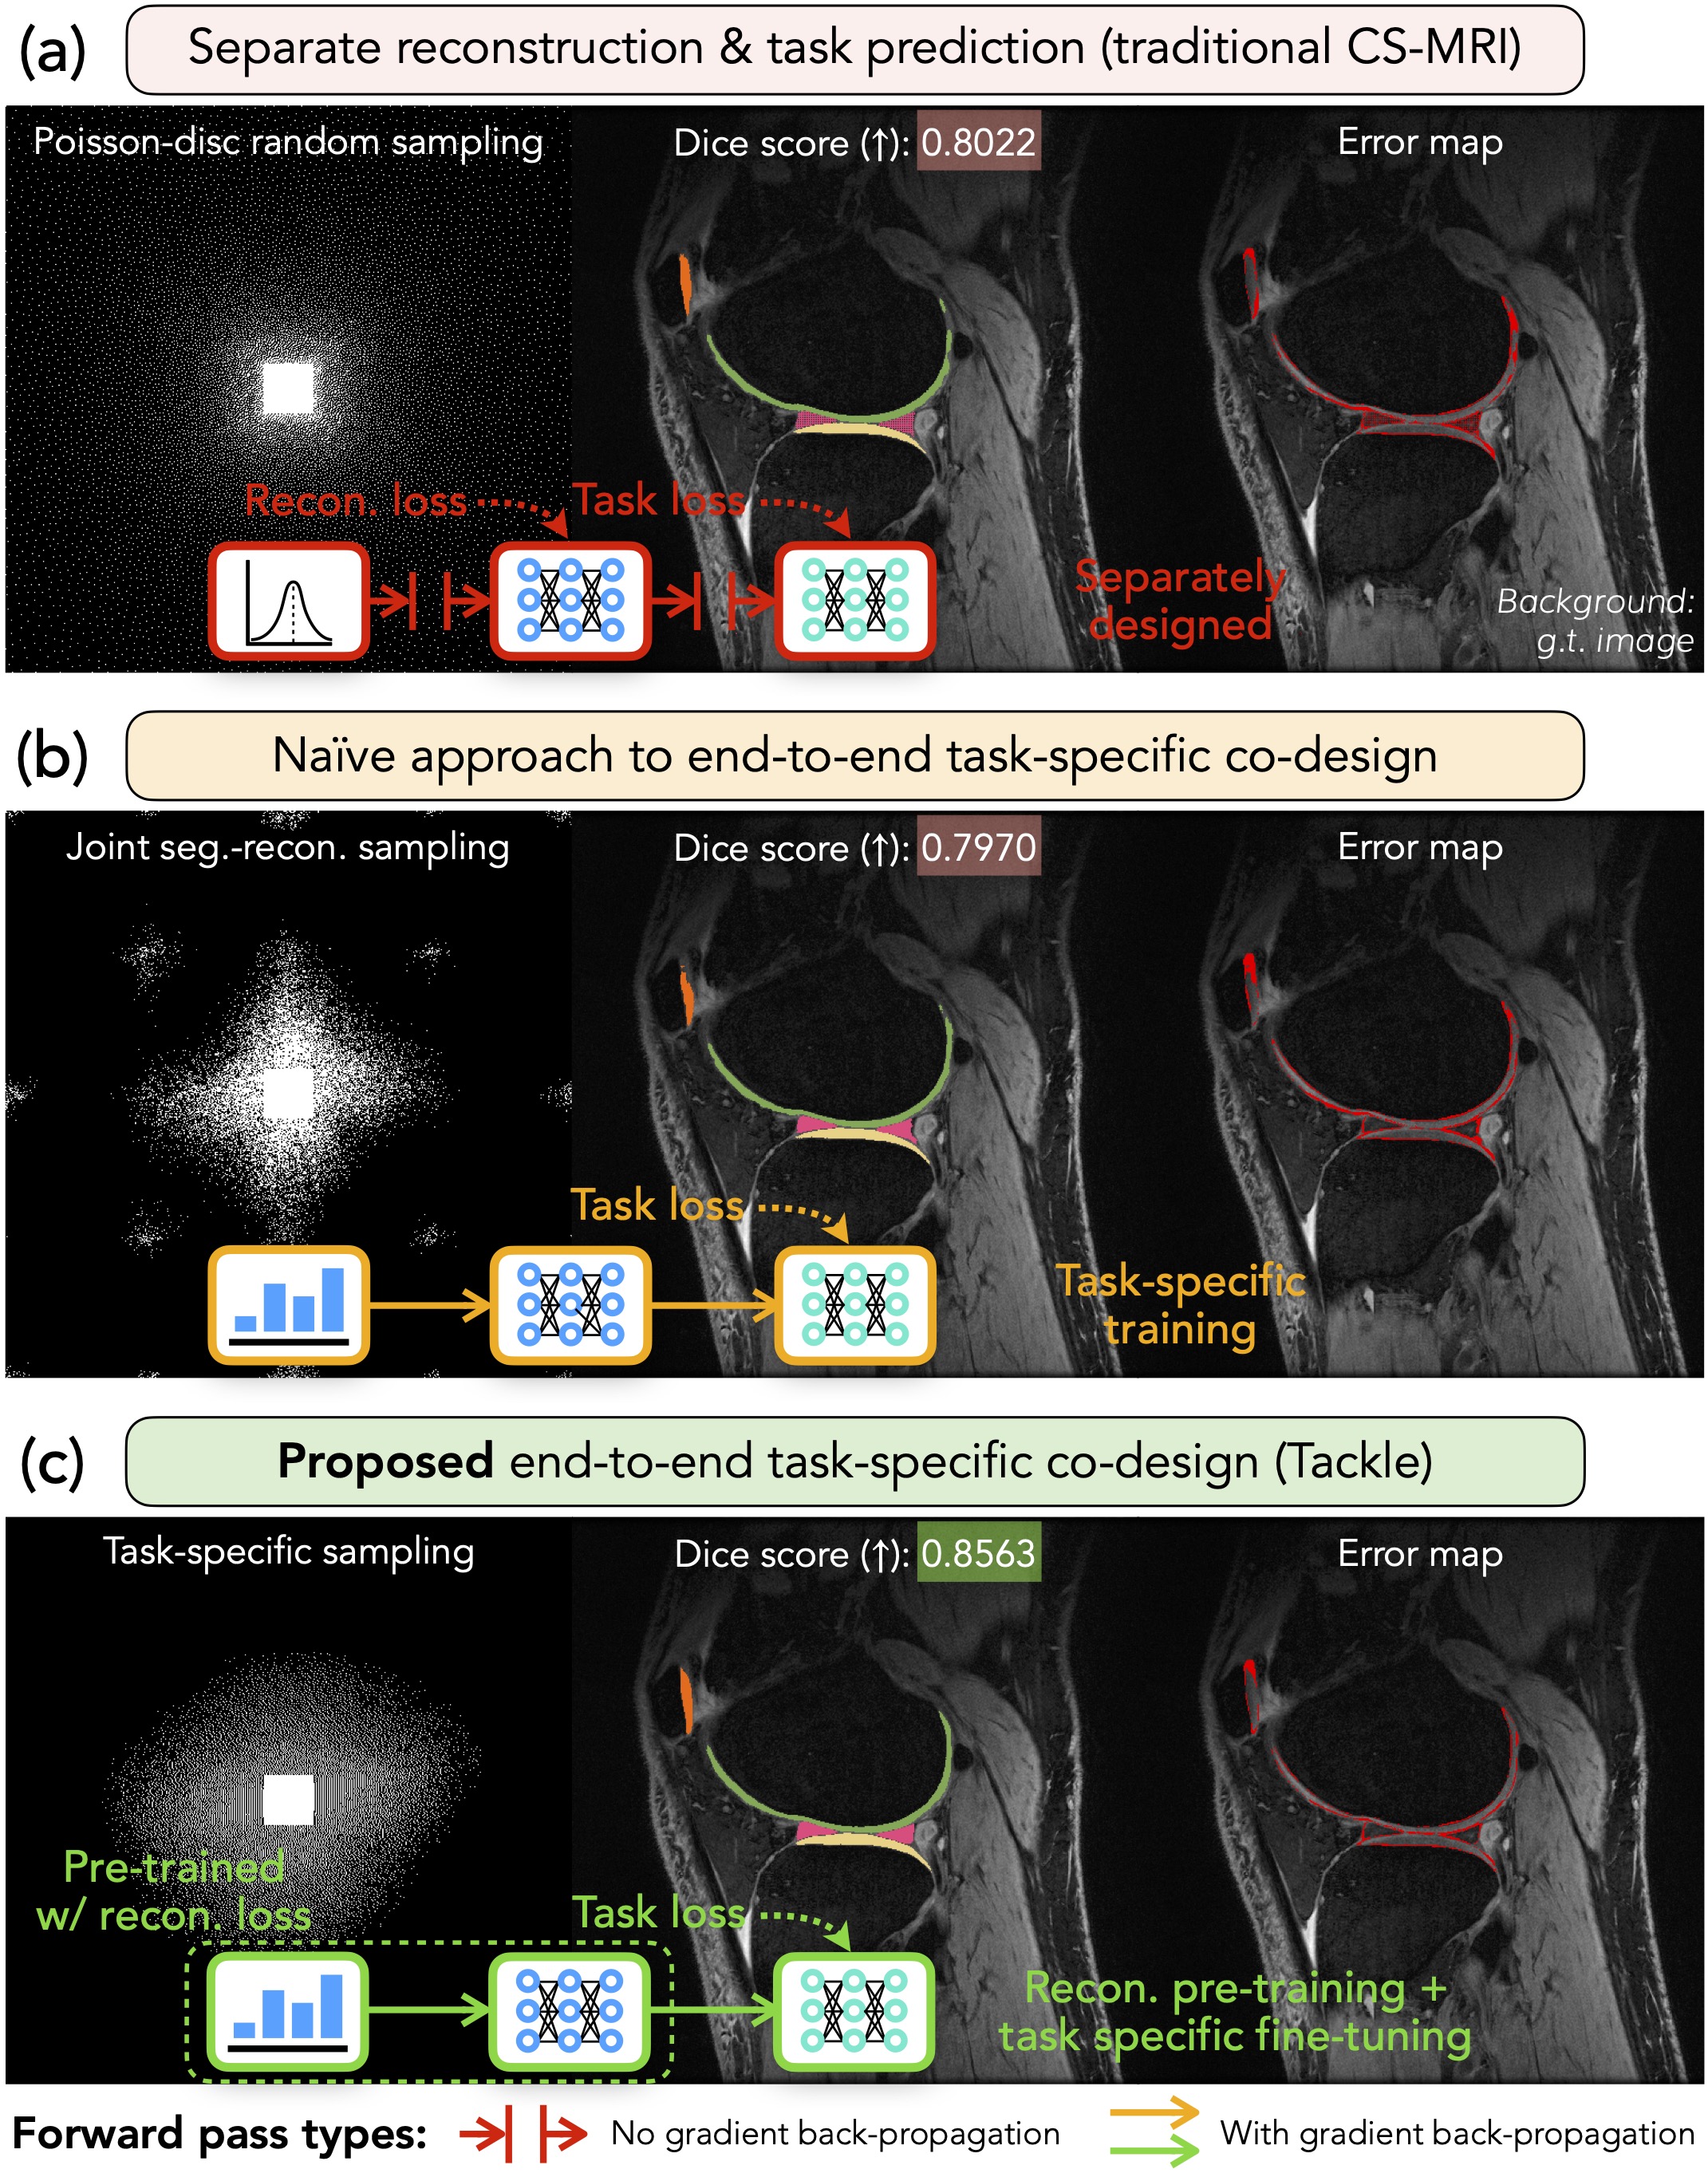 (a)
Separate reconstruction & task prediction (traditional CS-MRI)
Poisson-disc random sampling
Dice score (↑): 0.8022
Error map
Recon. loss
Task loss
Separately
designed
Background:
g.t. image
(b)
Naïve approach to end-to-end task-specific co-design
Joint seg.-recon. sampling
Dice score (↑): 0.7970
Error map
Task loss
Task-specific
training
(c)
Proposed end-to-end task-specific co-design (Tackle)
Task-specific sampling
Dice score (↑): 0.8563
Error map
Pre-trained
w/ recon. loss
Task loss
Recon. pre-training +
task specific fine-tuning
Forward pass types:
No gradient back-propagation
With gradient back-propagation